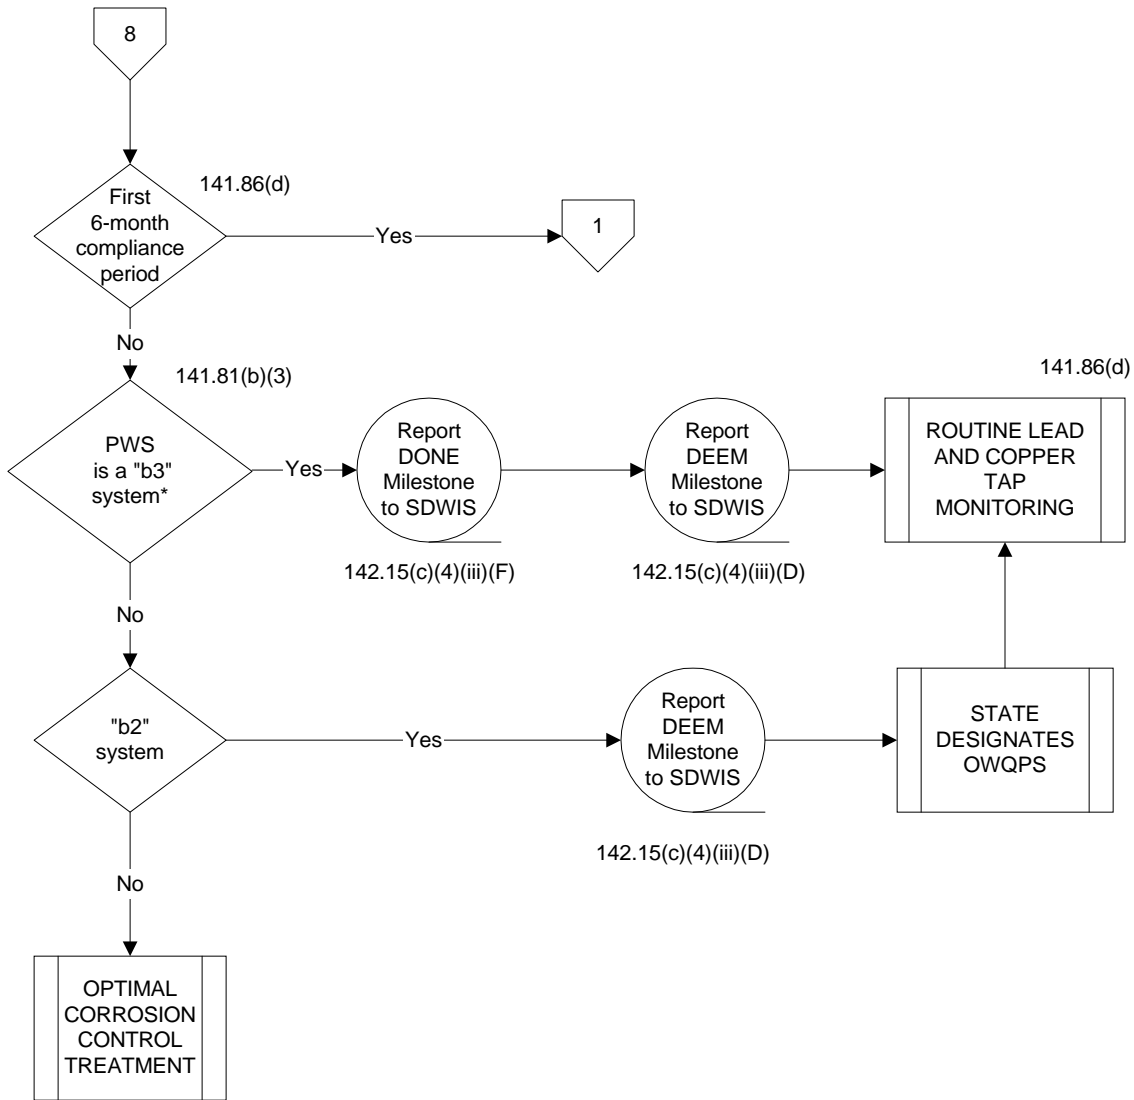 8
141.86(d)
First
6-month
compliance
period
Yes
1
No
141.81(b)(3)
141.86(d)
PWS
is a "b3"
system*
Yes
Report
DONE
Milestone
to SDWIS
Report
DEEM
Milestone
to SDWIS
ROUTINE LEAD
AND COPPER
TAP
MONITORING
142.15(c)(4)(iii)(F)
142.15(c)(4)(iii)(D)
No
"b2"
system
Yes
Report
DEEM
Milestone
to SDWIS
STATE
DESIGNATES
OWQPS
142.15(c)(4)(iii)(D)
No
OPTIMAL
CORROSION
CONTROL
TREATMENT